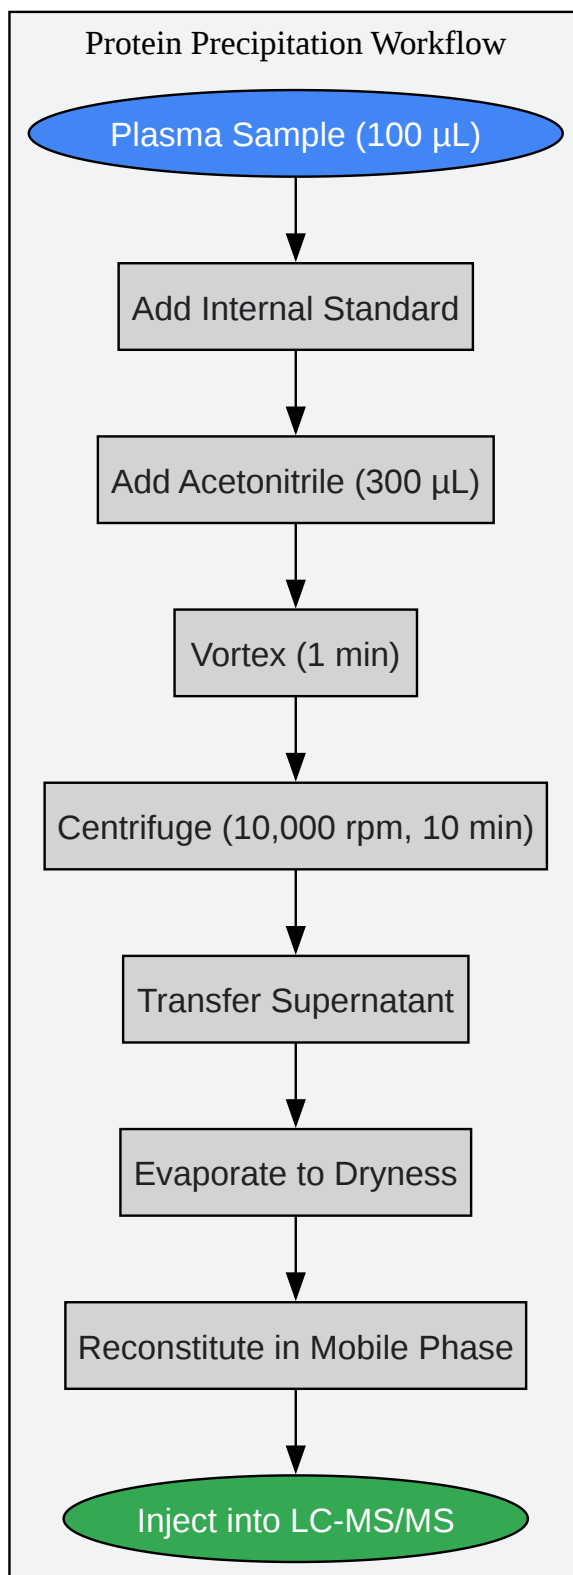 Protein Precipitation Workflow
Plasma Sample (100 µL)
Add Internal Standard
Add Acetonitrile (300 µL)
Vortex (1 min)
Centrifuge (10,000 rpm, 10 min)
Transfer Supernatant
Evaporate to Dryness
Reconstitute in Mobile Phase
Inject into LC-MS/MS